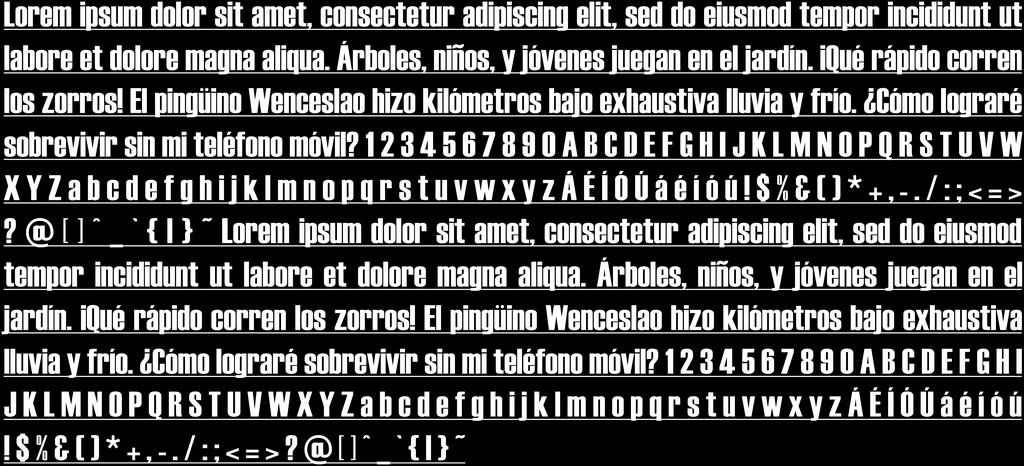 Lorem ipsum dolor sit amet, consectetur adipiscing elit, sed do eiusmod tempor incididunt ut
labore et dolore magna aliqua. Árboles, niños, y jóvenes juegan en el jardín. ¡Qué rápido corren
los zorros! El pingüino Wenceslao hizo kilómetros bajo exhaustiva lluvia y frío. ¿Cómo lograré
sobrevivir sin mi teléfono móvil? 1 2 3 4 5 6 7 8 9 0 A B C D E F G H I J K L M N O P Q R S T U V W
X Y Z a b c d e f g h i j k l m n o p q r s t u v w x y z Á É Í Ó Ú á é í ó ú ! $ % & ( ) * + , - . / : ; < = >
? @ [ ] ^ _ ` { | } ~ Lorem ipsum dolor sit amet, consectetur adipiscing elit, sed do eiusmod
tempor incididunt ut labore et dolore magna aliqua. Árboles, niños, y jóvenes juegan en el
jardín. ¡Qué rápido corren los zorros! El pingüino Wenceslao hizo kilómetros bajo exhaustiva
lluvia y frío. ¿Cómo lograré sobrevivir sin mi teléfono móvil? 1 2 3 4 5 6 7 8 9 0 A B C D E F G H I
J K L M N O P Q R S T U V W X Y Z a b c d e f g h i j k l m n o p q r s t u v w x y z Á É Í Ó Ú á é í ó ú
! $ % & ( ) * + , - . / : ; < = > ? @ [ ] ^ _ ` { | } ~